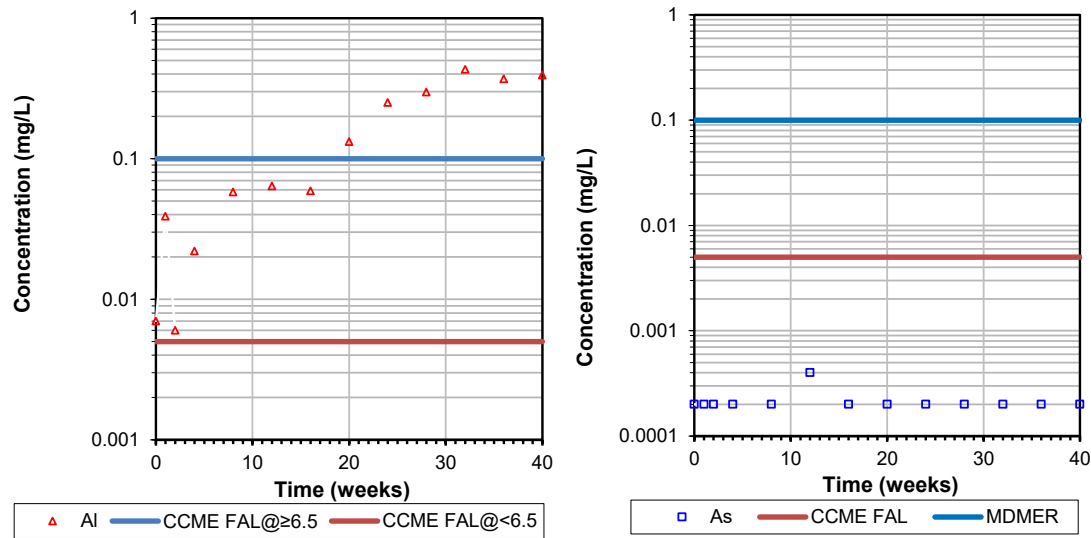 Concentration (mg/L)
1
0.1
0.01
0.001
0 10 20 30 40
Time (weeks)
Al CCME FAL@≥6.5 CCME FAL@<6.5
Concentration (mg/L)
1
0.1
0.01
0.001
0.0001
0 10 20 30 40
Time (weeks)
As CCME FAL MDMER